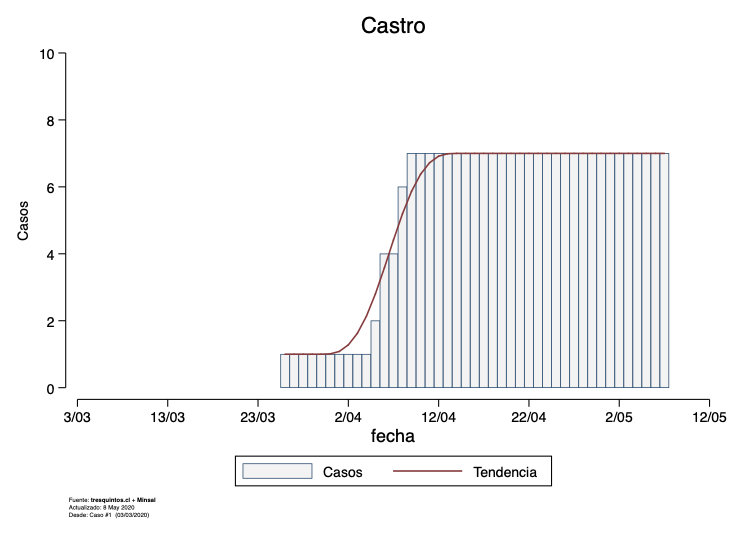 Castro
Casos
10
8
6
4
2
0
3/03 13/03 23/03 2/04 12/04 22/04 2/05 12/05
fecha
Casos Tendencia
Fuente: tresquintos.cl + Minsal
Actualizado: 8 May 2020
Desde: Caso #1 (03/03/2020)